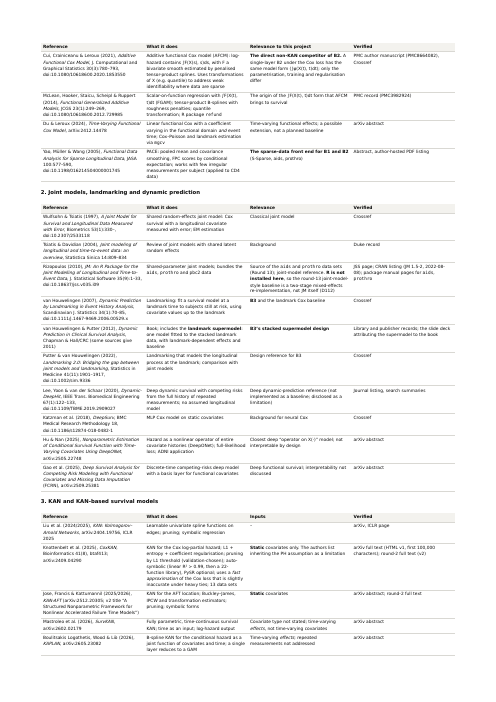 Reference What it does Relevance to this project Verified
Cui, Crainiceanu & Leroux (2021), Additive Additive Cox model (AFCM): log- The direct non-KAN competitor of B2. A PMC author manuscript (PMC8664082),
Functional Cox Model, J. Computational and hazard contains ∫F(X(s), s)ds, with F a single-layer B2 under the Cox loss has the Crossref
Graphical Statistics 30(3):780–793, bivariate smooth estimated by penalised same model form (φ(X(t), t)dt); only the
doi:10.1080/10618600.2020.1853550 tensor-product splines. Uses transformations parametrisation, training and regularisation
of X (e.g. quantile) to address weak differ
identifiability where data are sparse
McLean, Hooker, Staicu, Scheipl & Ruppert Scalar-on-function regression with ∫F(X(t), The origin of the ∫F(X(t), t)dt form that AFCM PMC record (PMC3982924)
(2014), Functional Generalized Additive t)dt (FGAM); tensor-product B-splines with brings to survival
Models, JCGS 23(1):249–269, roughness penalties; quantile
doi:10.1080/10618600.2012.729985 transformation; R package refund
Du & Leroux (2024), Time-Varying Functional Linear functional Cox with a coefficient Time-varying functional effects; a possible arXiv abstract
Cox Model, arXiv:2412.14478 varying in the functional domain and event extension, not a planned baseline
time; Cox-Poisson and landmark estimation
via mgcv
Yao, Müller & Wang (2005), Functional Data PACE: pooled mean and covariance The sparse-data front end for B1 and B2 Abstract, author-hosted PDF listing
Analysis for Sparse Longitudinal Data, JASA smoothing, FPC scores by conditional (S-Sparse, aids, prothro)
100:577–590, expectation; works with few irregular
doi:10.1198/016214504000001745 measurements per subject (applied to CD4
data)
2. Joint models, landmarking and dynamic prediction
Reference What it does Relevance Verified
Wulfsohn & Tsiatis (1997), A Joint Model for Shared random-effects joint model: Cox Classical joint model Crossref
Survival and Longitudinal Data Measured survival with a longitudinal covariate
with Error, Biometrics 53(1):330–, measured with error; EM estimation
doi:10.2307/2533118
Tsiatis & Davidian (2004), Joint modeling of Review of joint models with shared latent Background Duke record
longitudinal and time-to-event data: an random effects
overview, Statistica Sinica 14:809–834
Rizopoulos (2010), JM: An R Package for the Shared-parameter joint models; bundles the Source of the aids and prothro data sets JSS page; CRAN listing (JM 1.5-2, 2022-08-
Joint Modelling of Longitudinal and Time-to- aids, prothro and pbc2 data (Round 13); joint-model reference. It is not 08); package manual pages for aids,
Event Data, J. Statistical Software 35(9):1–33, installed here, so the round-13 joint-model- prothro
doi:10.18637/jss.v035.i09 style baseline is a two-stage mixed-effects
re-implementation, not JM itself (D112)
van Houwelingen (2007), Dynamic Prediction Landmarking: fit a survival model at a B3 and the landmark Cox baseline Crossref
by Landmarking in Event History Analysis, landmark time to subjects still at risk, using
Scandinavian J. Statistics 34(1):70–85, covariate values up to the landmark
doi:10.1111/j.1467-9469.2006.00529.x
van Houwelingen & Putter (2012), Dynamic Book; includes the landmark supermodel: B3's stacked supermodel design Library and publisher records, the slide deck
Prediction in Clinical Survival Analysis, one model fitted to the stacked landmark attributing the supermodel to the book
Chapman & Hall/CRC (some sources give data, with landmark-dependent effects and
2011) baseline
Putter & van Houwelingen (2022), Landmarking that models the longitudinal Design reference for B3 Crossref
Landmarking 2.0: Bridging the gap between process at the landmark; comparison with
joint models and landmarking, Statistics in joint models
Medicine 41(11):1901–1917,
doi:10.1002/sim.9336
Lee, Yoon & van der Schaar (2020), Dynamic- Deep dynamic survival with competing risks Deep dynamic-prediction reference (not Journal listing, search summaries
DeepHit, IEEE Trans. Biomedical Engineering from the full history of repeated implemented as a baseline; disclosed as a
67(1):122–133, measurements; no assumed longitudinal limitation)
doi:10.1109/TBME.2019.2909027 model
Katzman et al. (2018), DeepSurv, BMC MLP Cox model on static covariates Background for neural Cox Crossref
Medical Research Methodology 18,
doi:10.1186/s12874-018-0482-1
Hu & Nan (2025), Nonparametric Estimation Hazard as a nonlinear operator of entire Closest deep "operator on X(·)" model; not arXiv abstract
of Conditional Survival Function with Time- covariate histories (DeepONet); full-likelihood interpretable by design
Varying Covariates Using DeepONet, loss; ADNI application
arXiv:2505.22748
Gao et al. (2025), Deep Survival Analysis for Discrete-time competing-risks deep model Deep functional survival; interpretability not arXiv abstract
Competing Risk Modeling with Functional with a basis layer for functional covariates discussed
Covariates and Missing Data Imputation
(FCRN), arXiv:2509.25381
3. KAN and KAN-based survival models
Reference What it does Inputs Verified
Liu et al. (2024/2025), KAN: Kolmogorov– Learnable univariate spline functions on – arXiv, ICLR page
Arnold Networks, arXiv:2404.19756, ICLR edges; pruning; symbolic regression
2025
Knottenbelt et al. (2025), CoxKAN, KAN for the Cox log-partial hazard; L1 + Static covariates only. The authors list arXiv full text (HTML v1, first 100,000
Bioinformatics 41(8), btaf413; entropy + coefficient regularisation; pruning inheriting the PH assumption as a limitation characters); round-2 full text (v2)
arXiv:2409.04290 by L1 threshold (validation-chosen); auto-
symbolic (linear R² > 0.99, then a 22-
function library), PySR optional; uses a fast
approximation of the Cox loss that is slightly
inaccurate under heavy ties; 13 data sets
Jose, Francis & Kattumannil (2025/2026), KAN for the AFT location; Buckley-James, Static covariates arXiv abstract; round-2 full text
KAN-AFT (arXiv:2512.20305, v2 title "A IPCW and transformation estimators;
Structured Nonparametric Framework for pruning, symbolic forms
Nonlinear Accelerated Failure Time Models")
Mastroleo et al. (2026), SurvKAN, Fully parametric, time-continuous survival Covariate type not stated; time-varying arXiv abstract
arXiv:2602.02179 KAN; time as an input; log-hazard output effects, not time-varying covariates
Boulitsakis Logothetis, Wood & Liò (2026), B-spline KAN for the conditional hazard as a Time-varying effects; repeated arXiv abstract
KAPLAN, arXiv:2605.23082 joint function of covariates and time; a single measurements not addressed
layer reduces to a GAM